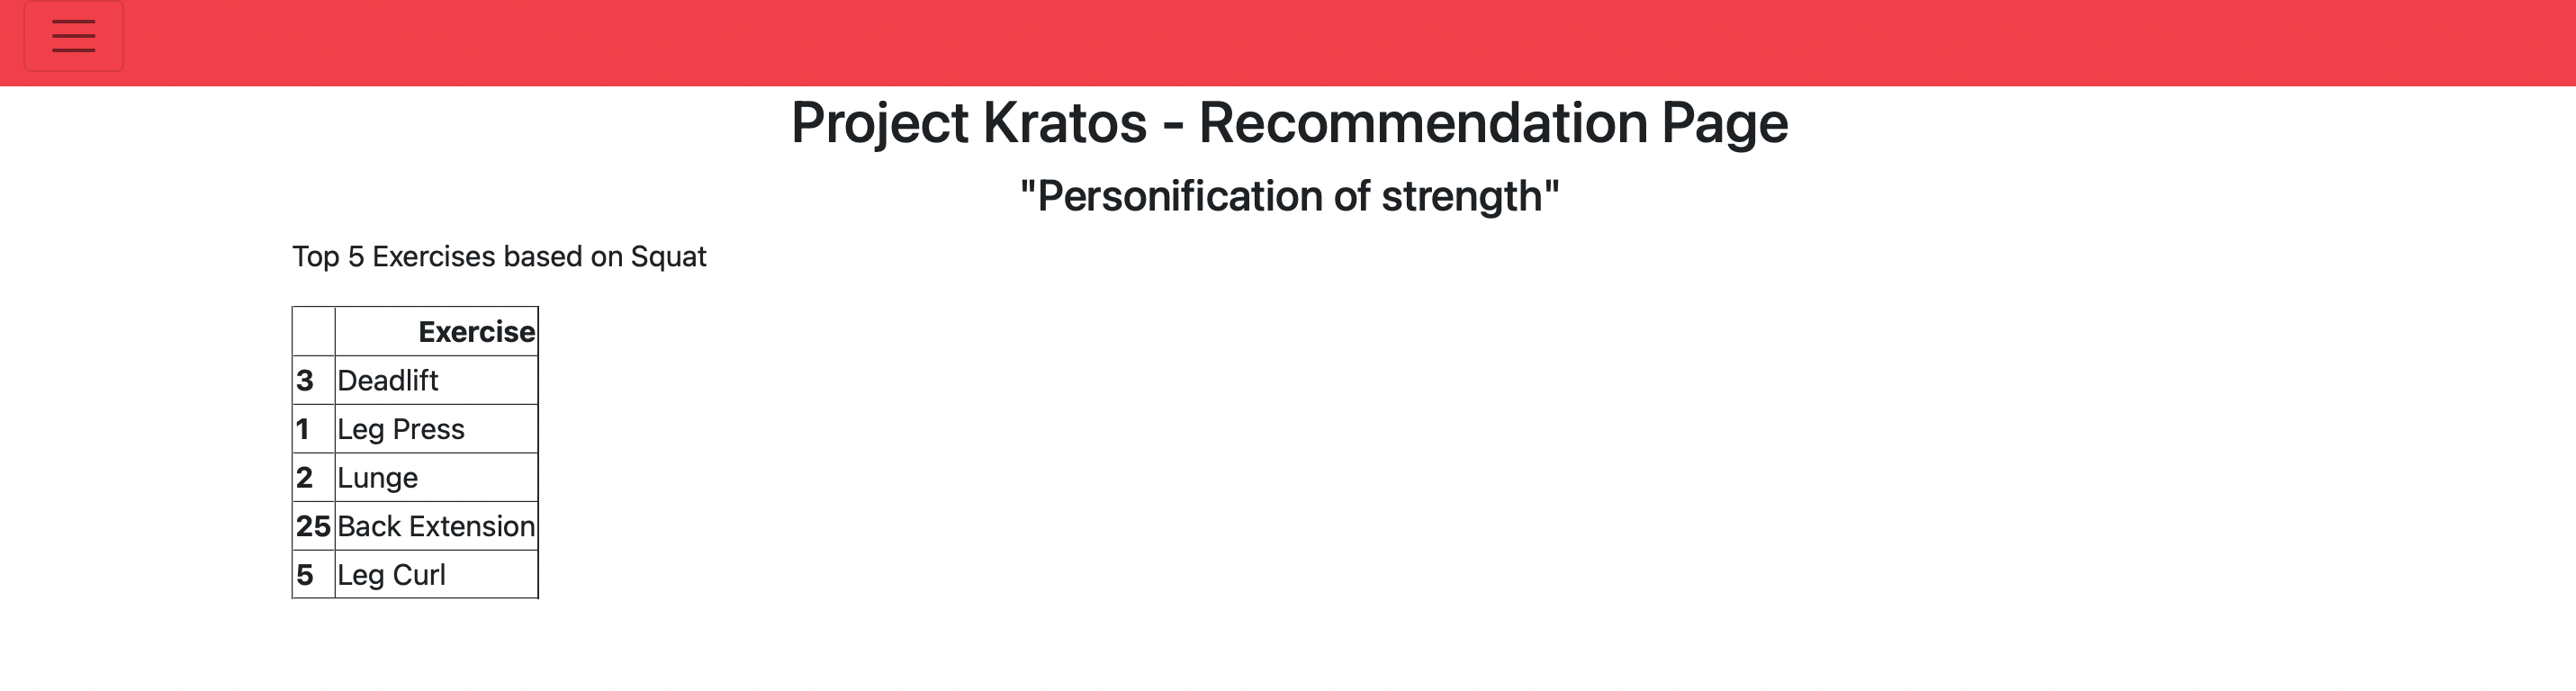 Project Kratos - Recommendation Page
"Personification of strength"
Top 5 Exercises based on Squat
Exercise
3 Deadlift
1 Leg Press
2 Lunge
25 Back Extension
5 Leg Curl